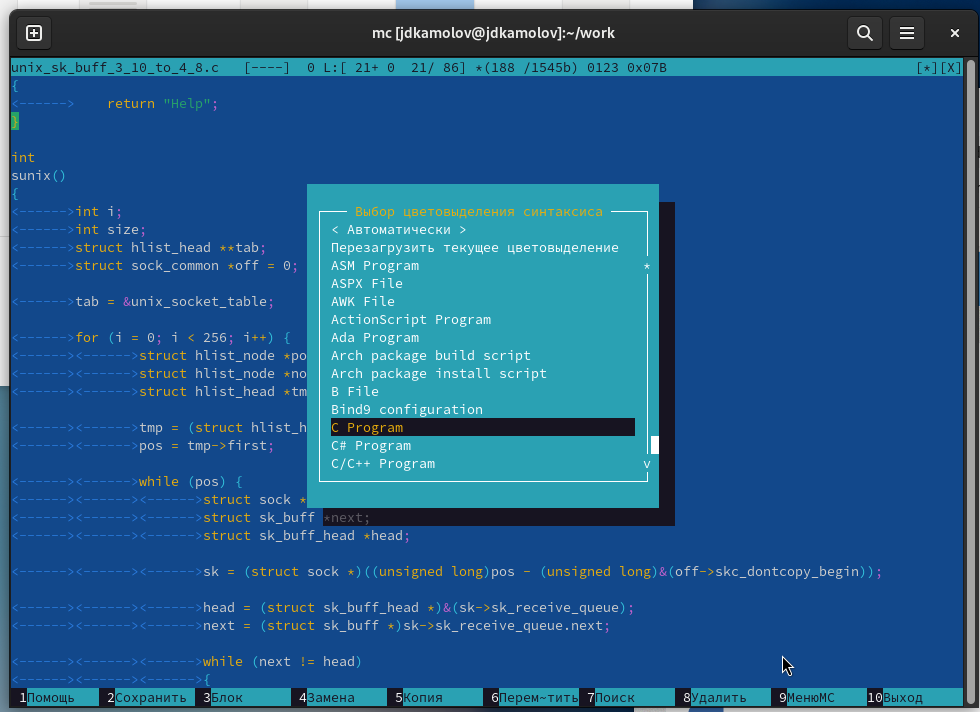 mc [jdkamolov@jdkamolov]:~/work
unix_sk_buff_3_10_to_4_8.c   [----]  0 L:[ 21+ 0  21/ 86] *(188 /1545b) 0123 0x07B   [*][X]
{
<------>    return "Help";
}
int
sunix()
{
<------>int i;
<------>int size;
<------>struct hlist_head **tab;
<------>struct sock_common *off = 0;
<------>tab = &unix_socket_table;
<------>for (i = 0; i < 256; i++) {
<------><------>struct hlist_node *po
<------><------>struct hlist_node *no
<------><------>struct hlist_head *tm
<------><------>tmp = (struct hlist_h
<------><------>pos = tmp->first;
<------><------>while (pos) {
<------><------><------>struct sock *
<------><------><------>struct sk_buff *next;
<------><------><------>struct sk_buff_head *head;
<------><------><------>sk = (struct sock *)((unsigned long)pos - (unsigned long)&(off->skc_dontcopy_begin));
<------><------><------>head = (struct sk_buff_head *)&(sk->sk_receive_queue);
<------><------><------>next = (struct sk_buff *)sk->sk_receive_queue.next;
<------><------><------>while (next != head)
<------><------><------>{
Выбор цветовыделения синтаксиса
< Автоматически >
Перезагрузить текущее цветовыделение
ASM Program
ASPX File
AWK File
ActionScript Program
Ada Program
Arch package build script
Arch package install script
B File
Bind9 configuration
C Program
C# Program
C/C++ Program
1Помощь 2Сохранить 3Блок 4Замена 5Копия 6Перем~тить 7Поиск 8Удалить 9МенюMC 10Выход